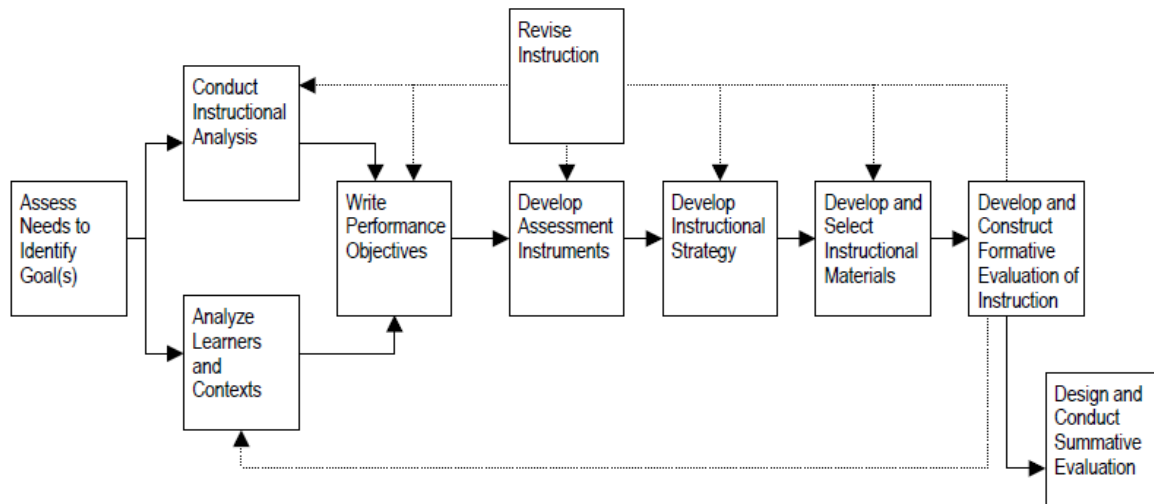 Revise
Instruction
Conduct
Instructional
Analysis
Assess
Needs to
Identify
Goal(s)
Write
Performance
Objectives
Develop
Assessment
Instruments
Develop
Instructional
Strategy
Develop and
Select
Instructional
Materials
Develop and
Construct
Formative
Evaluation of
Instruction
Analyze
Learners
and
Contexts
Design and
Conduct
Summative
Evaluation